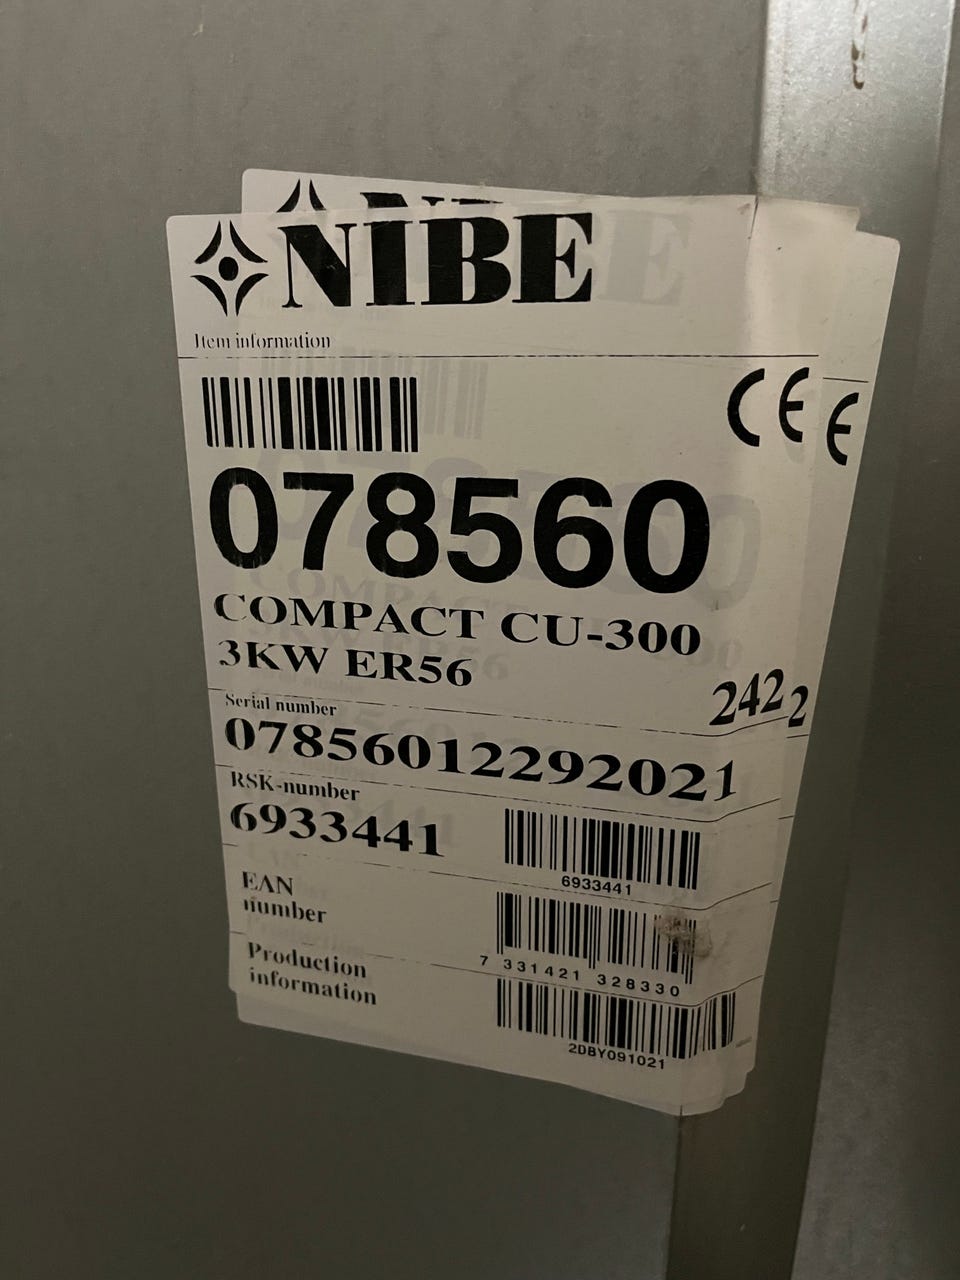 NIBE
Item information
CE
078560
COMPACT CU-300
3KW ER56
2422
Serial number
07856012292021
RSK-number
6933441
6933441
EAN
number
7 331421 328330
Production
information
2DBY091021